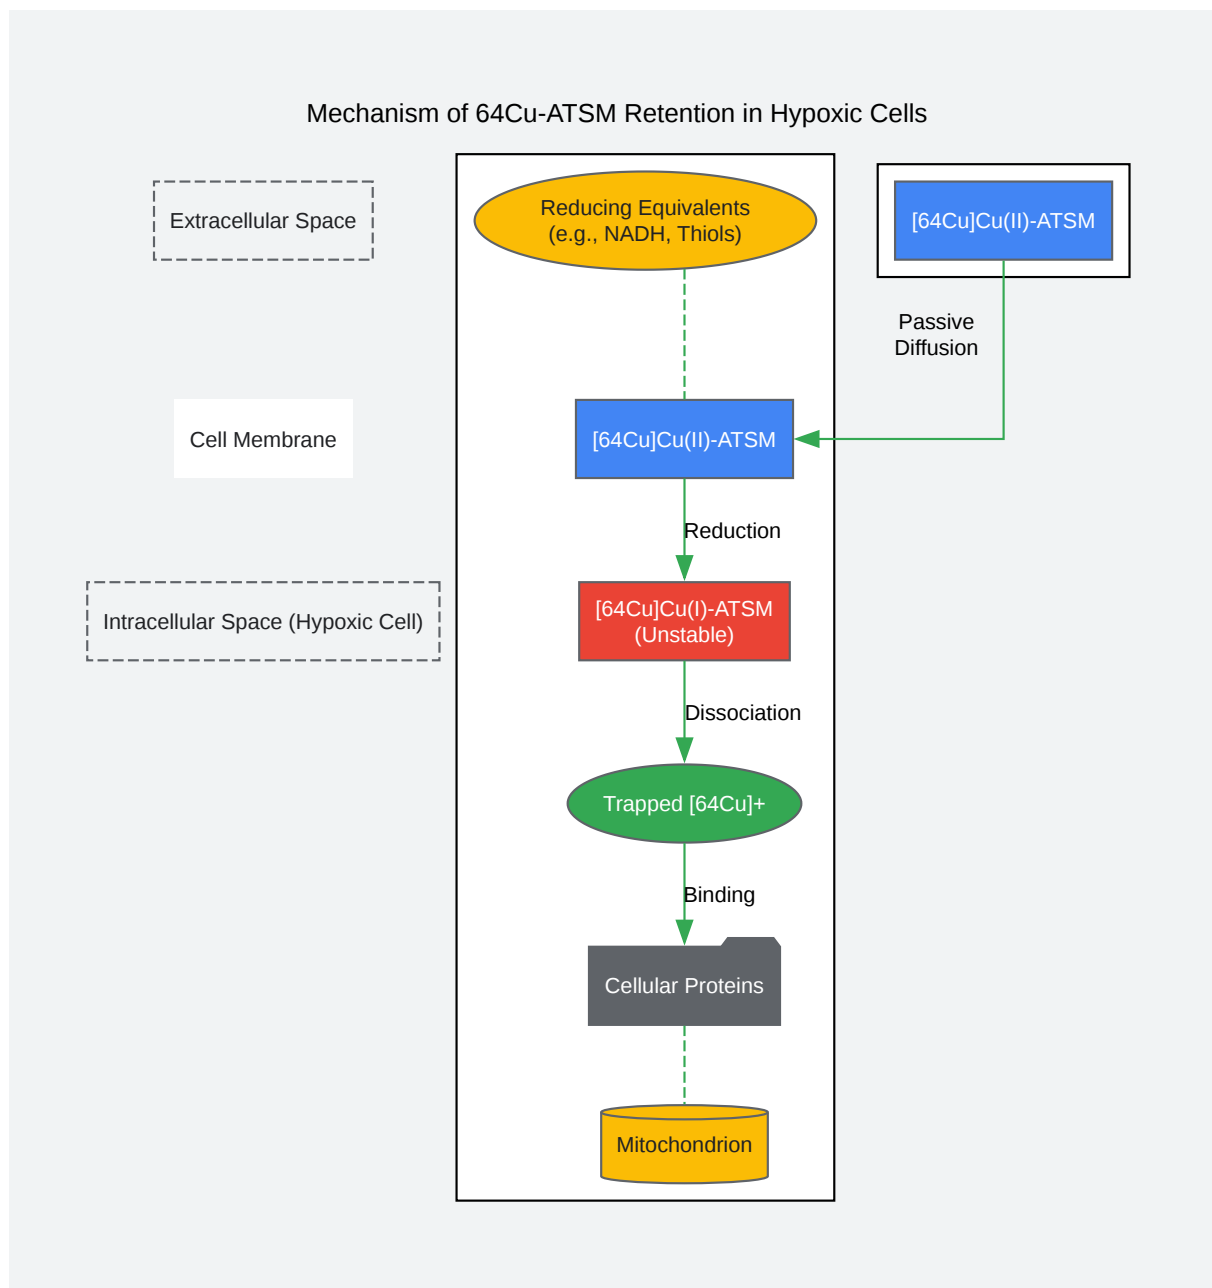 Mechanism of 64Cu-ATSM Retention in Hypoxic Cells
Extracellular Space
Reducing Equivalents
(e.g., NADH, Thiols)
[64Cu]Cu(II)-ATSM
Passive
Diffusion
Cell Membrane
[64Cu]Cu(II)-ATSM
Reduction
Intracellular Space (Hypoxic Cell)
[64Cu]Cu(I)-ATSM
(Unstable)
Dissociation
Trapped [64Cu]+
Binding
Cellular Proteins
Mitochondrion